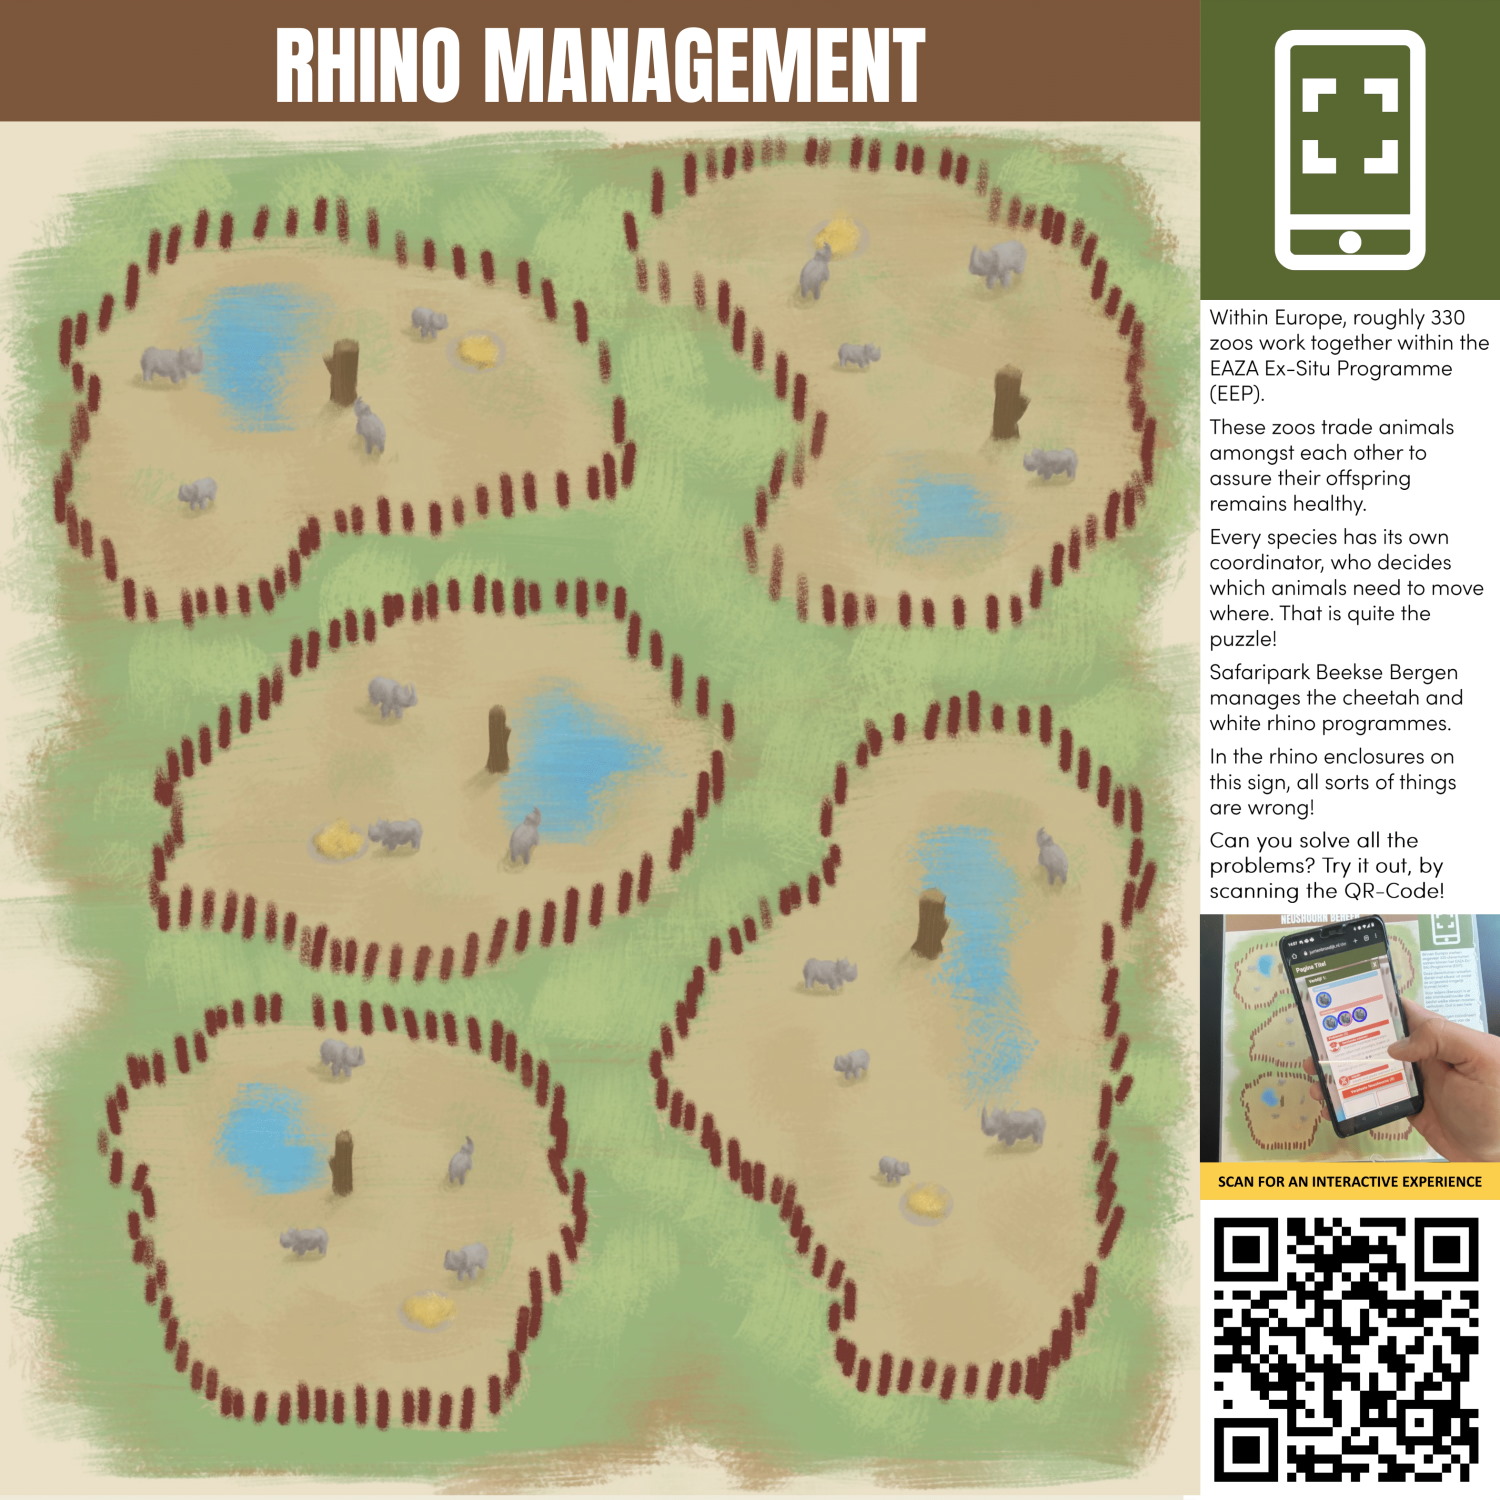 RHINO MANAGEMENT
Within Europe, roughly 330
zoos work together within the
EAZA Ex-Situ Programme
(EEP).
These zoos trade animals
amongst each other to
assure their offspring
remains healthy.
Every species has its own
coordinator, who decides
which animals need to move
where. That is quite the
puzzle!
Safaripark Beekse Bergen
manages the cheetah and
white rhino programmes.
In the rhino enclosures on
this sign, all sorts of things
are wrong!
Can you solve all the
problems? Try it out, by
scanning the QR-Code!
Pagina Titel
SCAN FOR AN INTERACTIVE EXPERIENCE